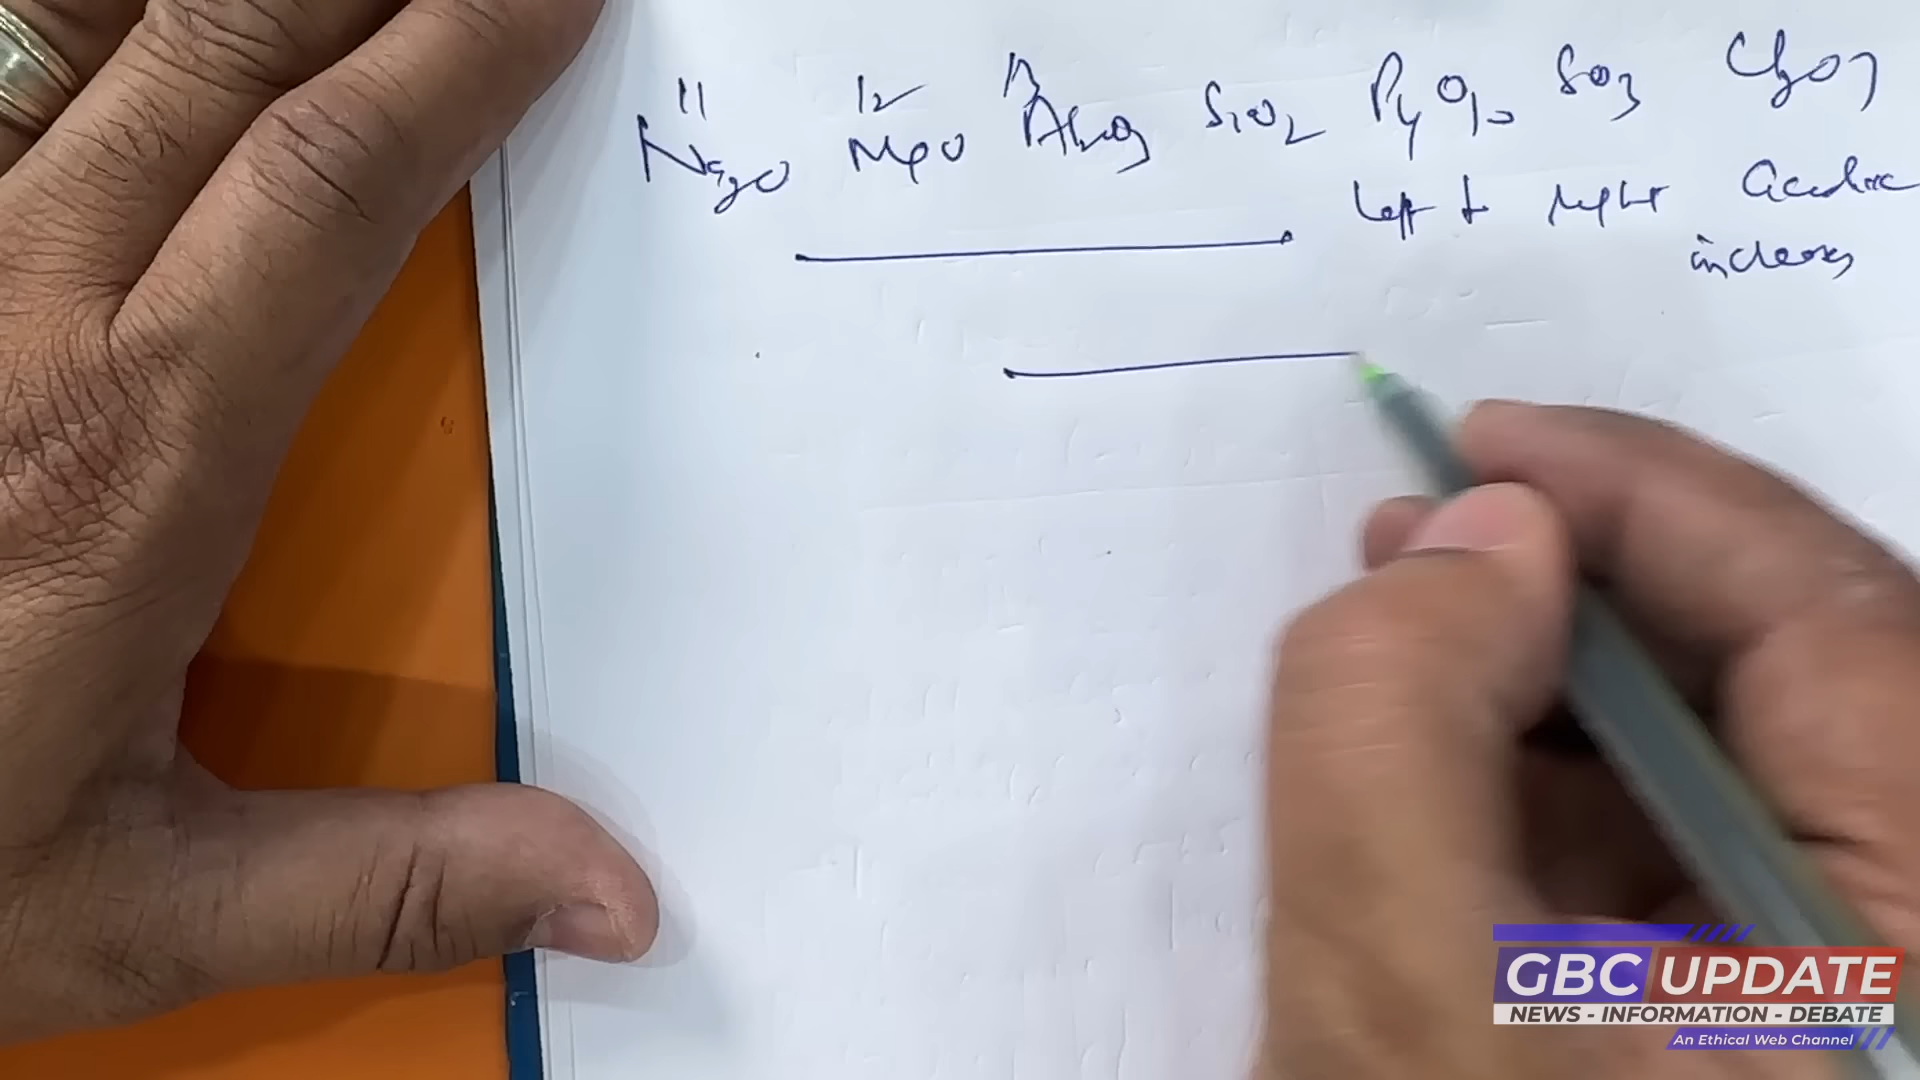 11 12 13
Na2O MgO Al2O3 SiO2 P4O10 SO3 Cl2O7
left to right acidic
increases
GBC UPDATE
NEWS - INFORMATION - DEBATE
An Ethical Web Channel